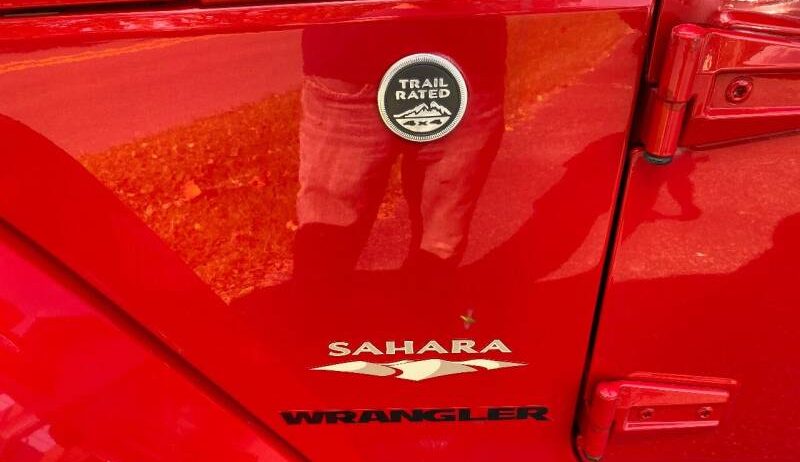 TRAIL
RATED
4x4
SAHARA
WRANGLER